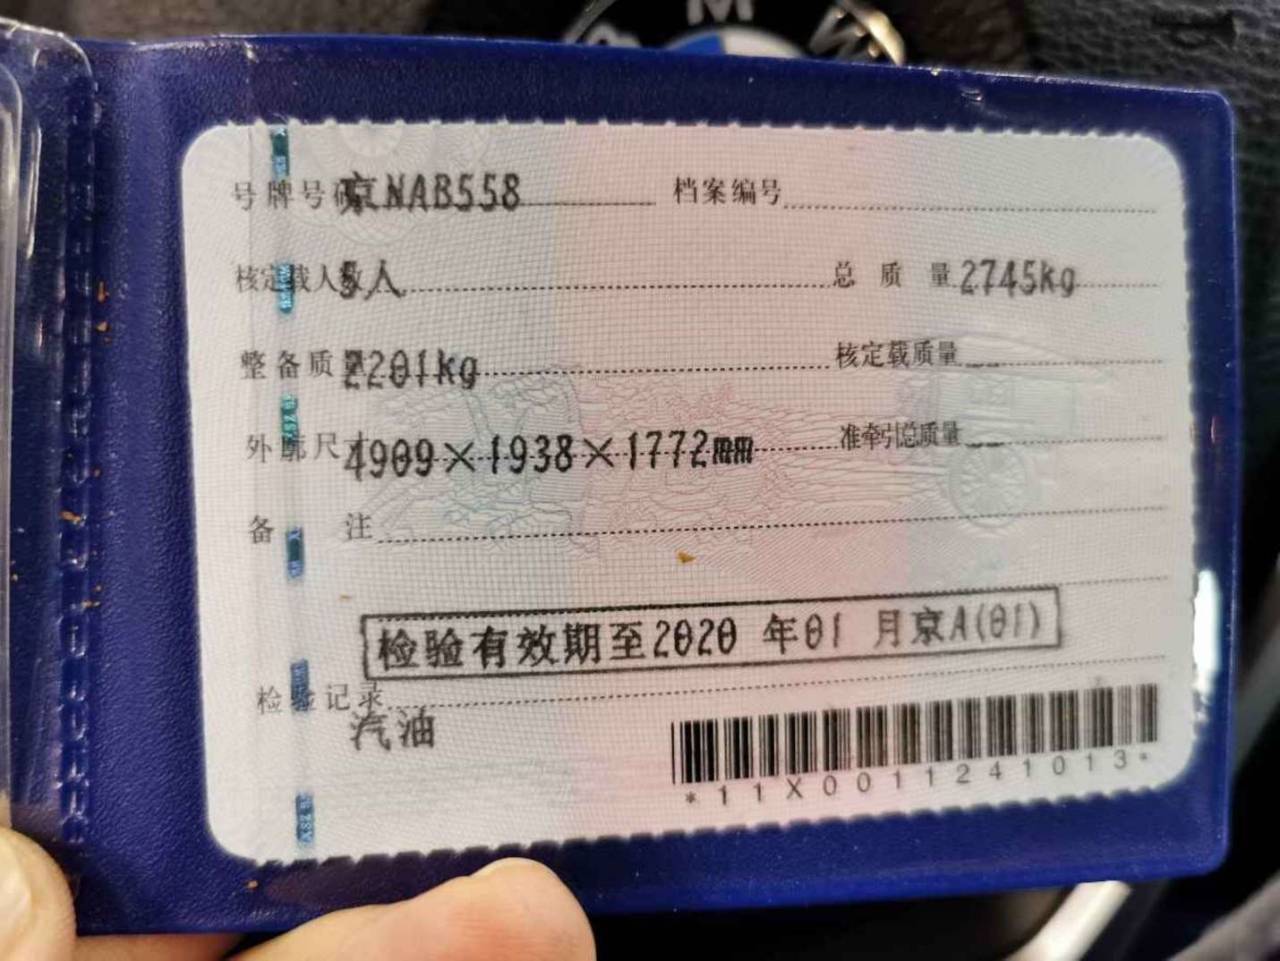 BMW
号牌号码 京NAB558 档案编号
核定载人数 5人 总质量 2745kg
整备质量 2201kg 核定载质量 __
外廓尺寸 4909×1938×1772mm 准牵引总质量 __
备注
检验有效期至2020 年01 月京A(01)
检验记录
汽油
*11X0011241013*